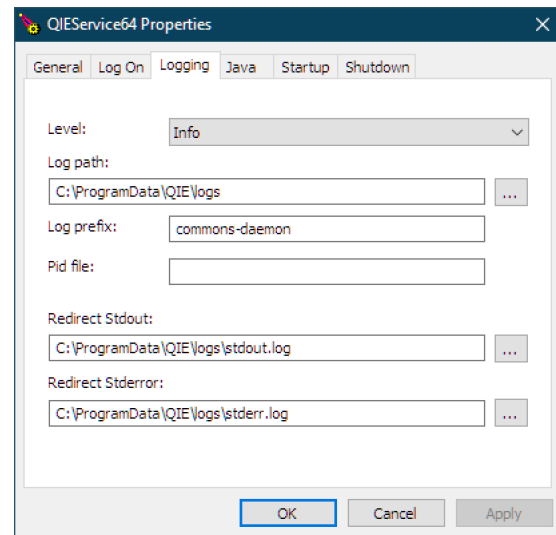 QIEService64 Properties
General Log On Logging Java Startup Shutdown
Level: Info
Log path:
C:\ProgramData\QIE\logs
...
Log prefix: commons-daemon
Pid file:
Redirect Stdout:
C:\ProgramData\QIE\logs\stdout.log
...
Redirect Stderror:
C:\ProgramData\QIE\logs\stderr.log
...
OK Cancel Apply